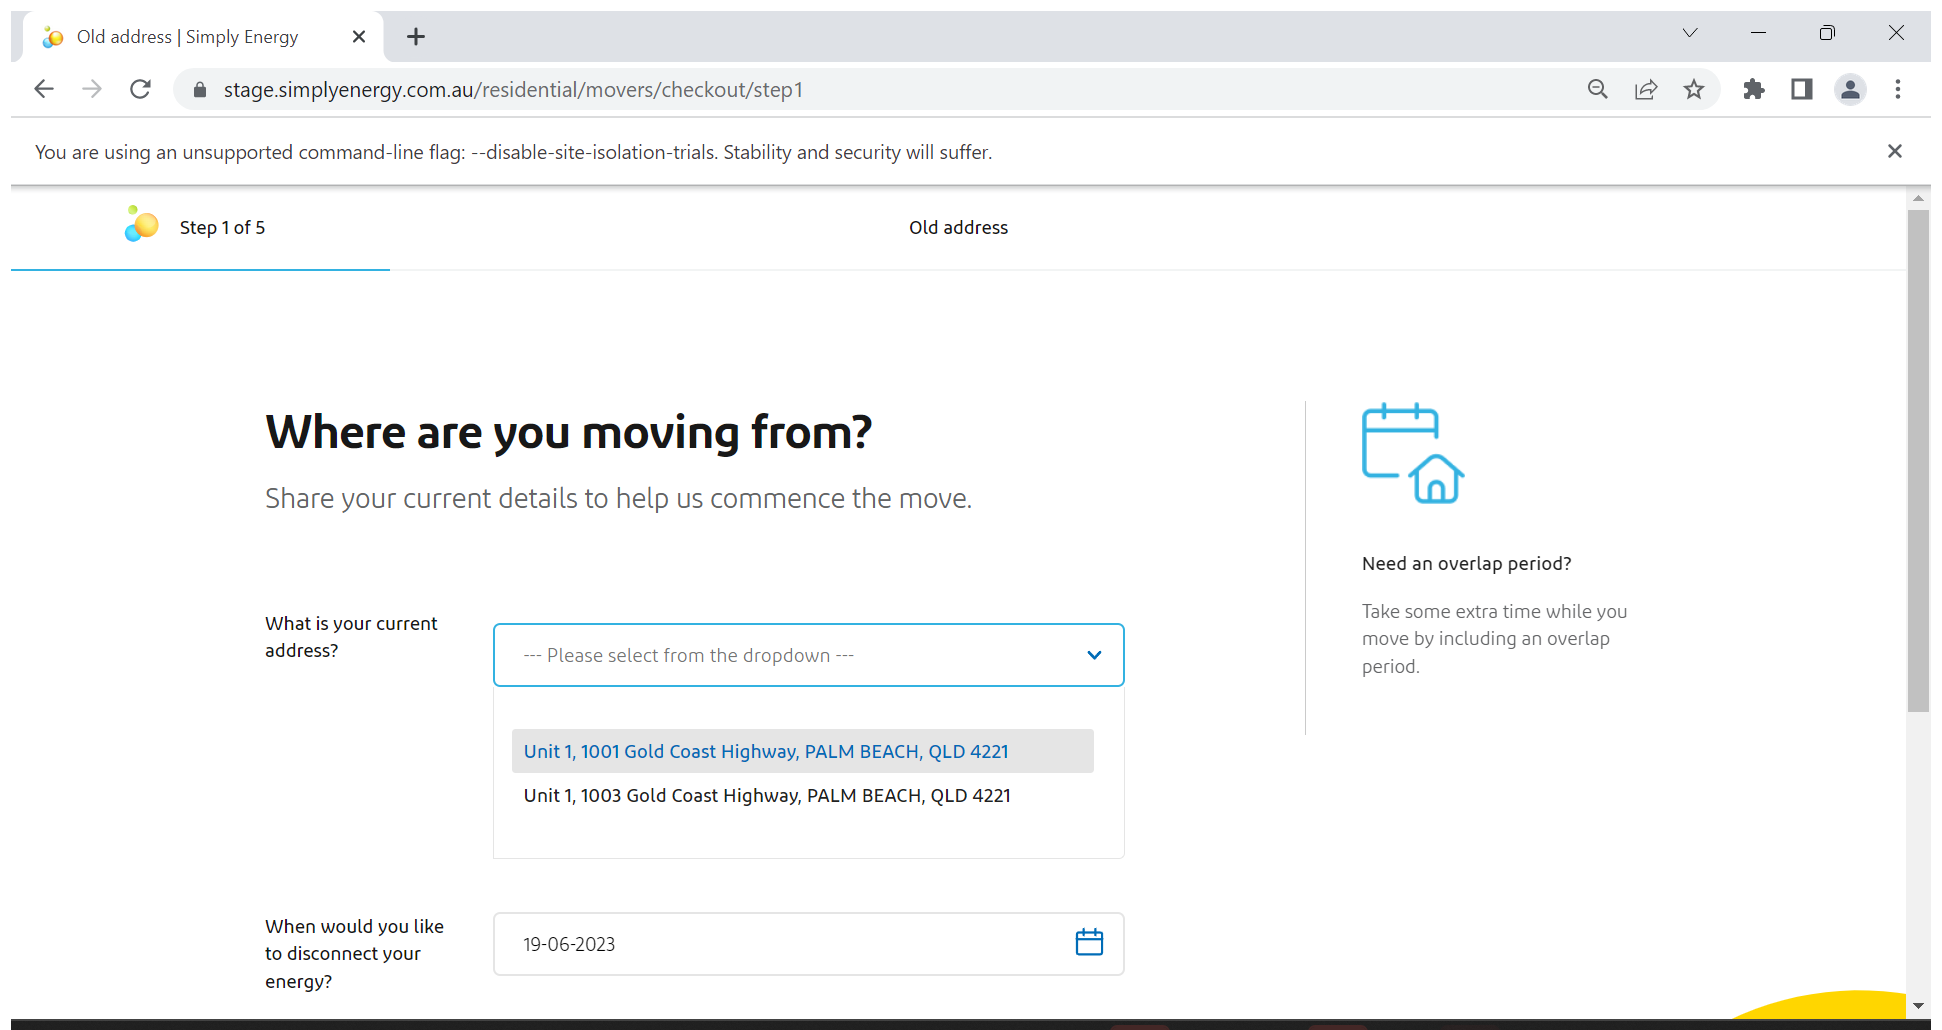 Old address | Simply Energy
stage.simplyenergy.com.au/residential/movers/checkout/step1
You are using an unsupported command-line flag: --disable-site-isolation-trials. Stability and security will suffer.
Step 1 of 5
Old address
Where are you moving from?
Share your current details to help us commence the move.
What is your current
address?
--- Please select from the dropdown ---
Unit 1, 1001 Gold Coast Highway, PALM BEACH, QLD 4221
Unit 1, 1003 Gold Coast Highway, PALM BEACH, QLD 4221
When would you like
to disconnect your
energy?
19-06-2023
Need an overlap period?
Take some extra time while you
move by including an overlap
period.